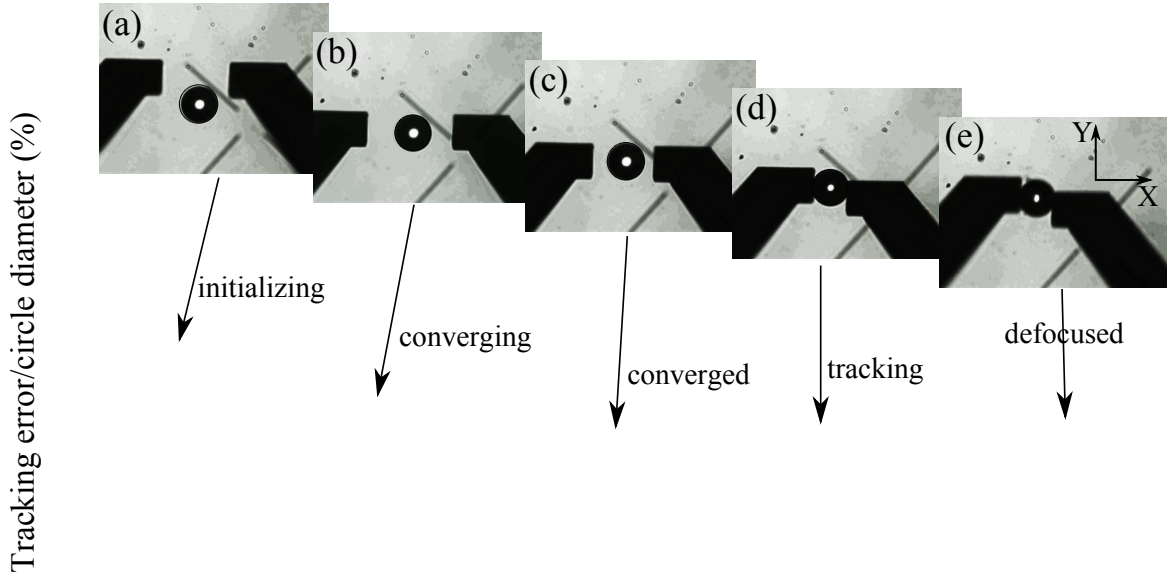 (a)
(b)
(c)
(d)
(e)
Y
X
initializing
converging
converged
tracking
defocused
Tracking error/circle diameter (%)